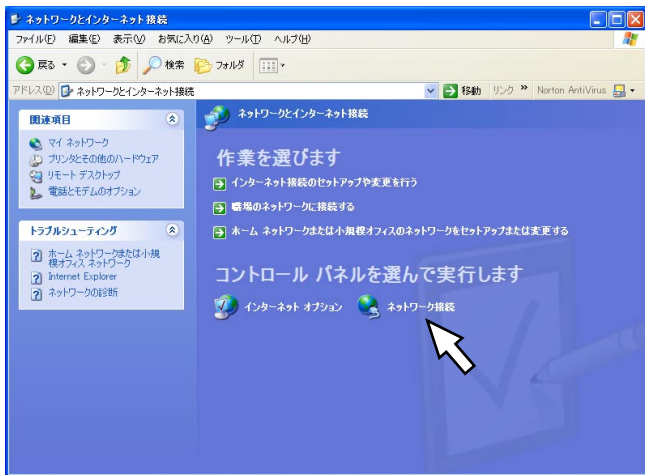 ネットワークとインターネット接続
ファイル(F) 編集(E) 表示(V) お気に入り(A) ツール(T) ヘルプ(H)
戻る 検索 フォルダ
アドレス(D) ネットワークとインターネット接続 移動 リンク » Norton AntiVirus
関連項目
マイ ネットワーク
プリンタとその他のハードウェア
リモート デスクトップ
電話とモデムのオプション
トラブルシューティング
ホーム ネットワークまたは小規
模オフィス ネットワーク
Internet Explorer
ネットワークの診断
ネットワークとインターネット接続
作業を選びます
インターネット接続のセットアップや変更を行う
職場のネットワークに接続する
ホーム ネットワークまたは小規模オフィスのネットワークをセットアップまたは変更する
コントロール パネルを選んで実行します
インターネット オプション ネットワーク接続